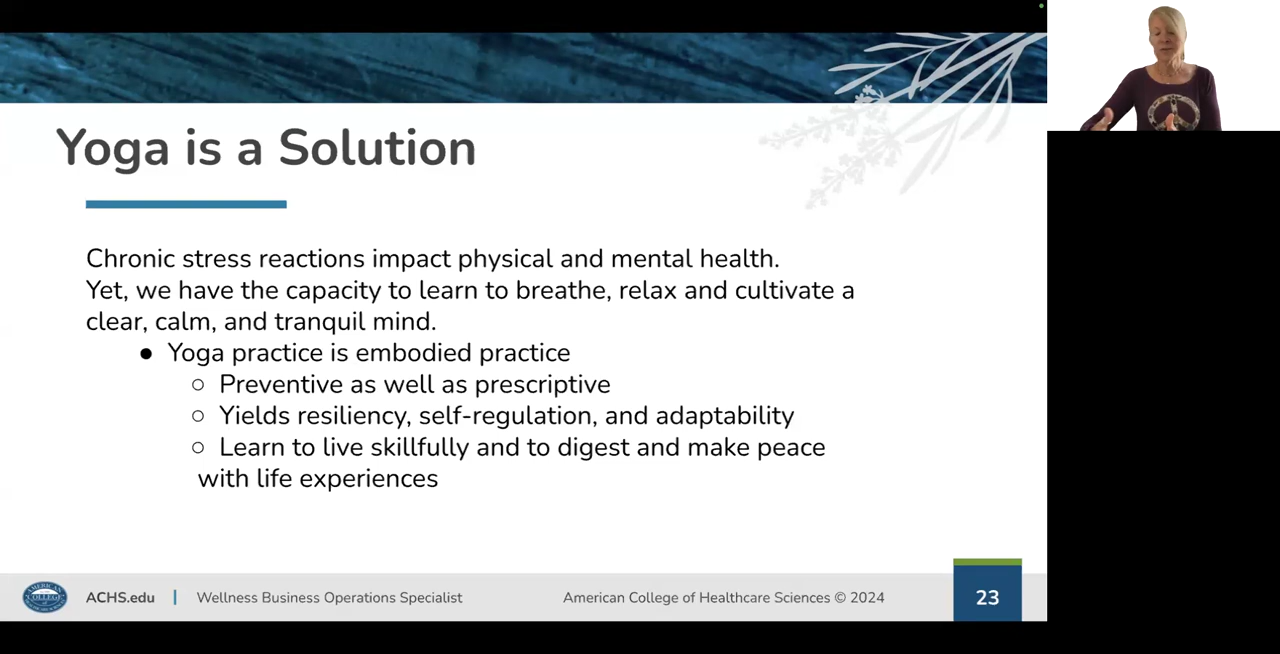 Yoga is a Solution
Chronic stress reactions impact physical and mental health.
Yet, we have the capacity to learn to breathe, relax and cultivate a
clear, calm, and tranquil mind.
● Yoga practice is embodied practice
○ Preventive as well as prescriptive
○ Yields resiliency, self-regulation, and adaptability
○ Learn to live skillfully and to digest and make peace
with life experiences
ACHS.edu | Wellness Business Operations Specialist American College of Healthcare Sciences © 2024 23